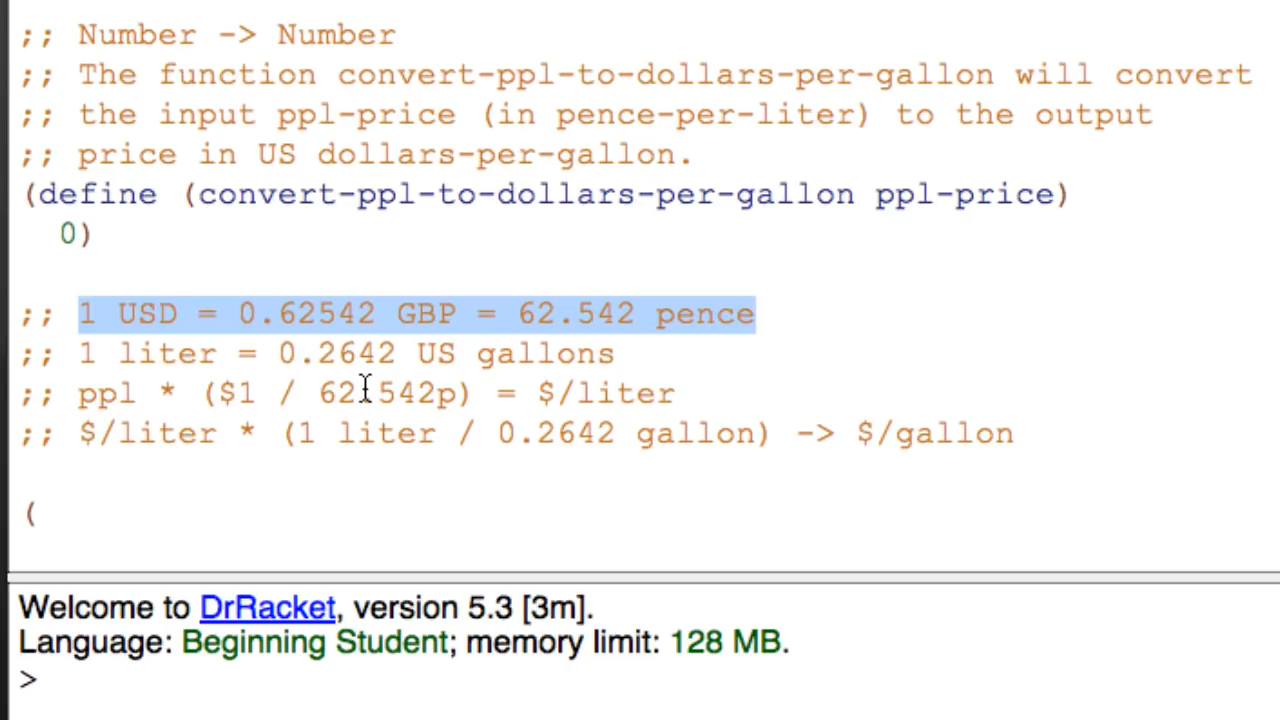 ;; Number -> Number
;; The function convert-ppl-to-dollars-per-gallon will convert
;; the input ppl-price (in pence-per-liter) to the output
;; price in US dollars-per-gallon.
(define (convert-ppl-to-dollars-per-gallon ppl-price)
  0)
;; 1 USD = 0.62542 GBP = 62.542 pence
;; 1 liter = 0.2642 US gallons
;; ppl * ($1 / 62.542p) = $/liter
;; $/liter * (1 liter / 0.2642 gallon) -> $/gallon
(
Welcome to DrRacket, version 5.3 [3m].
Language: Beginning Student; memory limit: 128 MB.
>